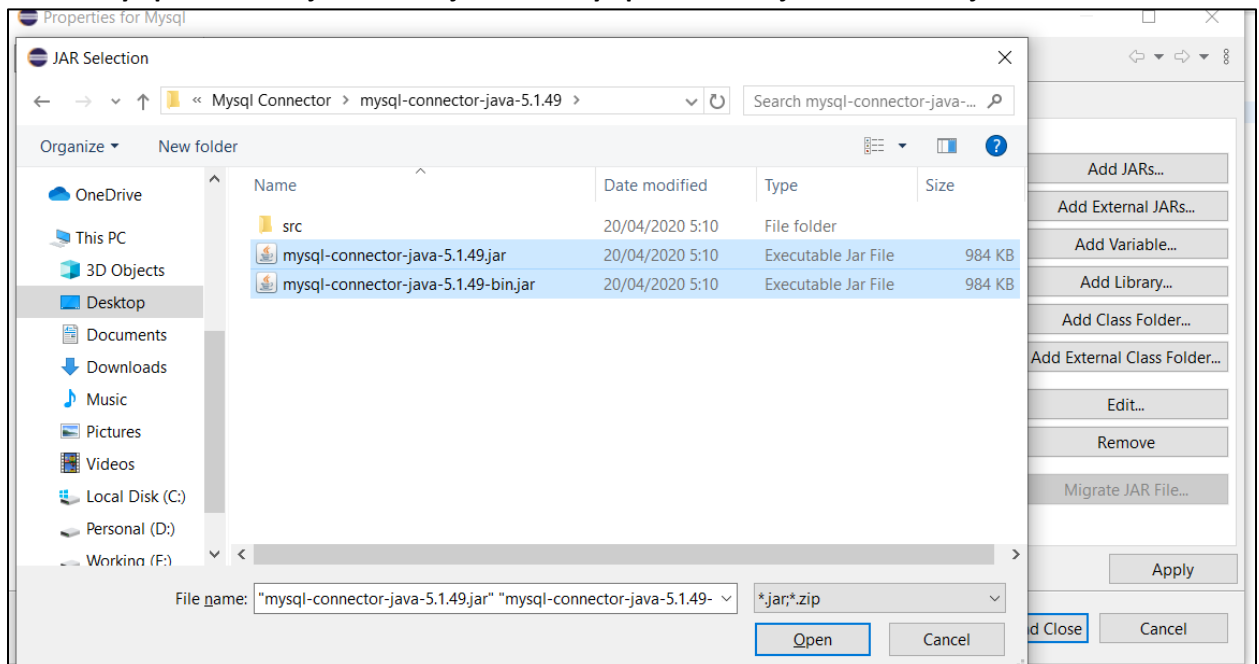 Properties for Mysql
JAR Selection
« Mysql Connector > mysql-connector-java-5.1.49 >
Search mysql-connector-java-...
Organize
New folder
Name Date modified Type Size
src 20/04/2020 5:10 File folder
mysql-connector-java-5.1.49.jar 20/04/2020 5:10 Executable Jar File 984 KB
mysql-connector-java-5.1.49-bin.jar 20/04/2020 5:10 Executable Jar File 984 KB
OneDrive
This PC
3D Objects
Desktop
Documents
Downloads
Music
Pictures
Videos
Local Disk (C:)
Personal (D:)
Working (E:)
File name: "mysql-connector-java-5.1.49.jar" "mysql-connector-java-5.1.49-
*.jar;*.zip
Open
Cancel
Add JARs...
Add External JARs...
Add Variable...
Add Library...
Add Class Folder...
Add External Class Folder...
Edit...
Remove
Migrate JAR File...
Apply
d Close
Cancel